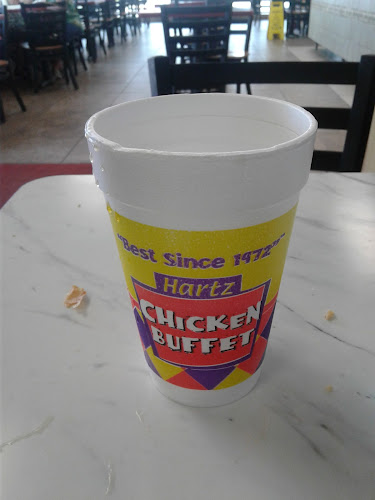 "Best Since 1972"
Hartz
CHICKEN
BUFFET